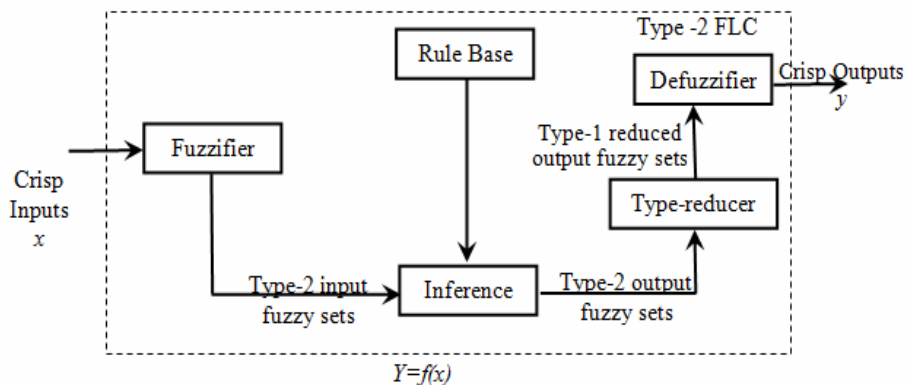 Type -2 FLC
Rule Base
Defuzzifier
Crisp Outputs
y
Type-1 reduced
output fuzzy sets
Fuzzifier
Crisp
Inputs
x
Type-reducer
Type-2 input
fuzzy sets
Inference
Type-2 output
fuzzy sets
Y=f(x)